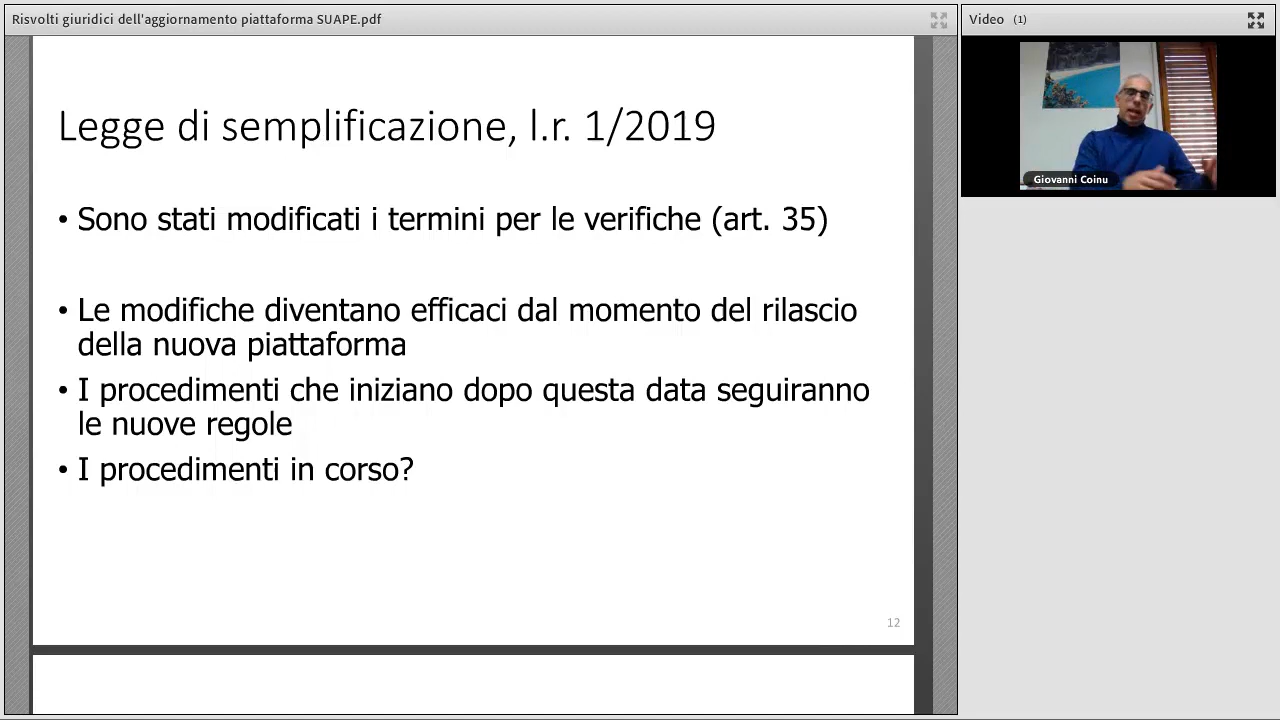 Risvolti giuridici dell'aggiornamento piattaforma SUAPE.pdf
Video (1)
Giovanni Coinu
Legge di semplificazione, l.r. 1/2019
• Sono stati modificati i termini per le verifiche (art. 35)
• Le modifiche diventano efficaci dal momento del rilascio
della nuova piattaforma
• I procedimenti che iniziano dopo questa data seguiranno
le nuove regole
• I procedimenti in corso?
12